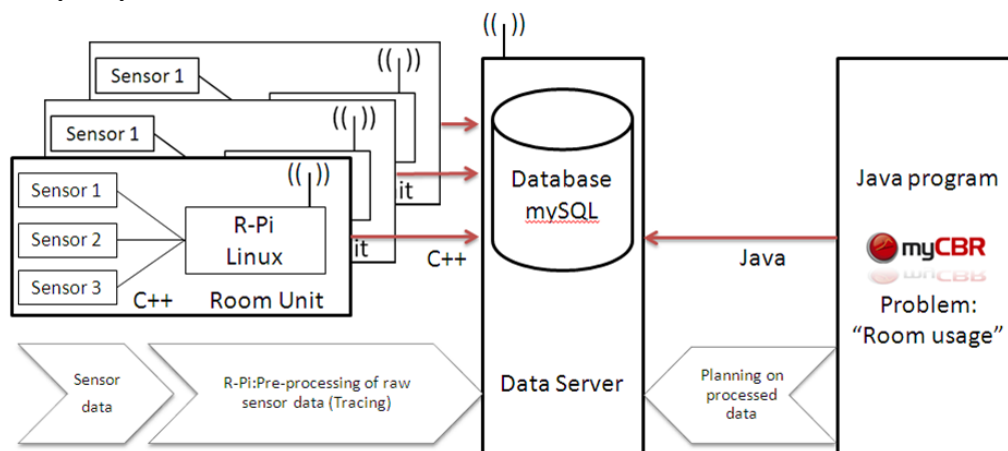 ((  ))
((  ))
Sensor 1
((  ))
Sensor 1
((  ))
Sensor 1
Sensor 2
Sensor 3
R-Pi
Linux
C++
Room Unit
it
it
C++
Database
mySQL
Data Server
Java
Java program
myCBR
Problem:
“Room usage”
Sensor
data
R-Pi:Pre-processing of raw
sensor data (Tracing)
Planning on
processed
data